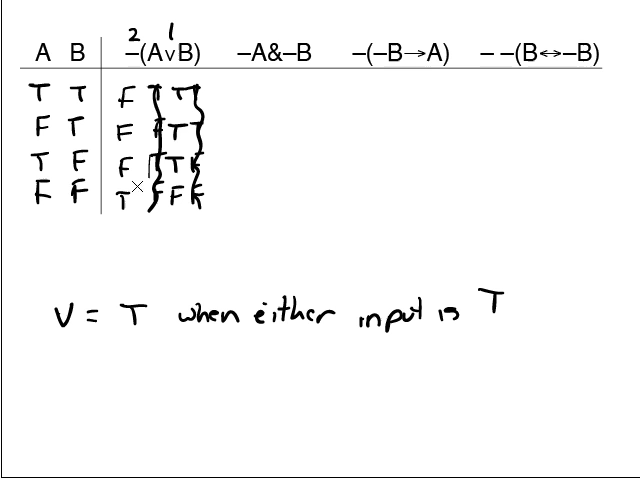 2 1
A B –(AvB) –A&–B –(–B→A) – –(B↔–B)
T T F T T T
F T F F T T
T F F T T F
F F T F F F
V = T when either input is T